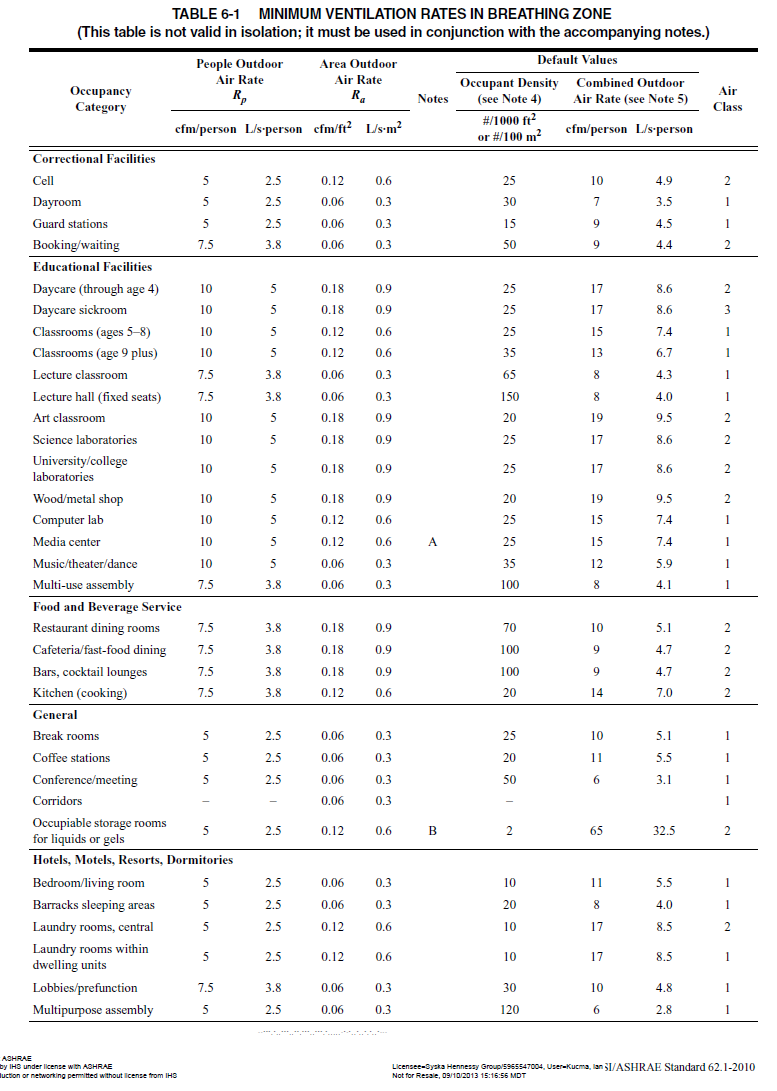 TABLE 6-1 MINIMUM VENTILATION RATES IN BREATHING ZONE
(This table is not valid in isolation; it must be used in conjunction with the accompanying notes.)
Occupancy Category People Outdoor Air Rate Rp Area Outdoor Air Rate Ra Notes Default Values Air Class
Occupant Density (see Note 4) Combined Outdoor Air Rate (see Note 5)
cfm/person L/s·person cfm/ft2 L/s·m2 #/1000 ft2 or #/100 m2 cfm/person L/s·person
Correctional Facilities
Cell 5 2.5 0.12 0.6 25 10 4.9 2
Dayroom 5 2.5 0.06 0.3 30 7 3.5 1
Guard stations 5 2.5 0.06 0.3 15 9 4.5 1
Booking/waiting 7.5 3.8 0.06 0.3 50 9 4.4 2
Educational Facilities
Daycare (through age 4) 10 5 0.18 0.9 25 17 8.6 2
Daycare sickroom 10 5 0.18 0.9 25 17 8.6 3
Classrooms (ages 5–8) 10 5 0.12 0.6 25 15 7.4 1
Classrooms (age 9 plus) 10 5 0.12 0.6 35 13 6.7 1
Lecture classroom 7.5 3.8 0.06 0.3 65 8 4.3 1
Lecture hall (fixed seats) 7.5 3.8 0.06 0.3 150 8 4.0 1
Art classroom 10 5 0.18 0.9 20 19 9.5 2
Science laboratories 10 5 0.18 0.9 25 17 8.6 2
University/college laboratories 10 5 0.18 0.9 25 17 8.6 2
Wood/metal shop 10 5 0.18 0.9 20 19 9.5 2
Computer lab 10 5 0.12 0.6 25 15 7.4 1
Media center 10 5 0.12 0.6 A 25 15 7.4 1
Music/theater/dance 10 5 0.06 0.3 35 12 5.9 1
Multi-use assembly 7.5 3.8 0.06 0.3 100 8 4.1 1
Food and Beverage Service
Restaurant dining rooms 7.5 3.8 0.18 0.9 70 10 5.1 2
Cafeteria/fast-food dining 7.5 3.8 0.18 0.9 100 9 4.7 2
Bars, cocktail lounges 7.5 3.8 0.18 0.9 100 9 4.7 2
Kitchen (cooking) 7.5 3.8 0.12 0.6 20 14 7.0 2
General
Break rooms 5 2.5 0.06 0.3 25 10 5.1 1
Coffee stations 5 2.5 0.06 0.3 20 11 5.5 1
Conference/meeting 5 2.5 0.06 0.3 50 6 3.1 1
Corridors – – 0.06 0.3 – 1
Occupiable storage rooms for liquids or gels 5 2.5 0.12 0.6 B 2 65 32.5 2
Hotels, Motels, Resorts, Dormitories
Bedroom/living room 5 2.5 0.06 0.3 10 11 5.5 1
Barracks sleeping areas 5 2.5 0.06 0.3 20 8 4.0 1
Laundry rooms, central 5 2.5 0.12 0.6 10 17 8.5 2
Laundry rooms within dwelling units 5 2.5 0.12 0.6 10 17 8.5 1
Lobbies/prefunction 7.5 3.8 0.06 0.3 30 10 4.8 1
Multipurpose assembly 5 2.5 0.06 0.3 120 6 2.8 1
ASHRAE
by IHS under license with ASHRAE
duction or networking permitted without license from IHS
Licensee=Syska Hennessy Group/5965547004, User=Kucma, Ian
Not for Resale, 09/10/2013 15:16:56 MDT
SI/ASHRAE Standard 62.1-2010